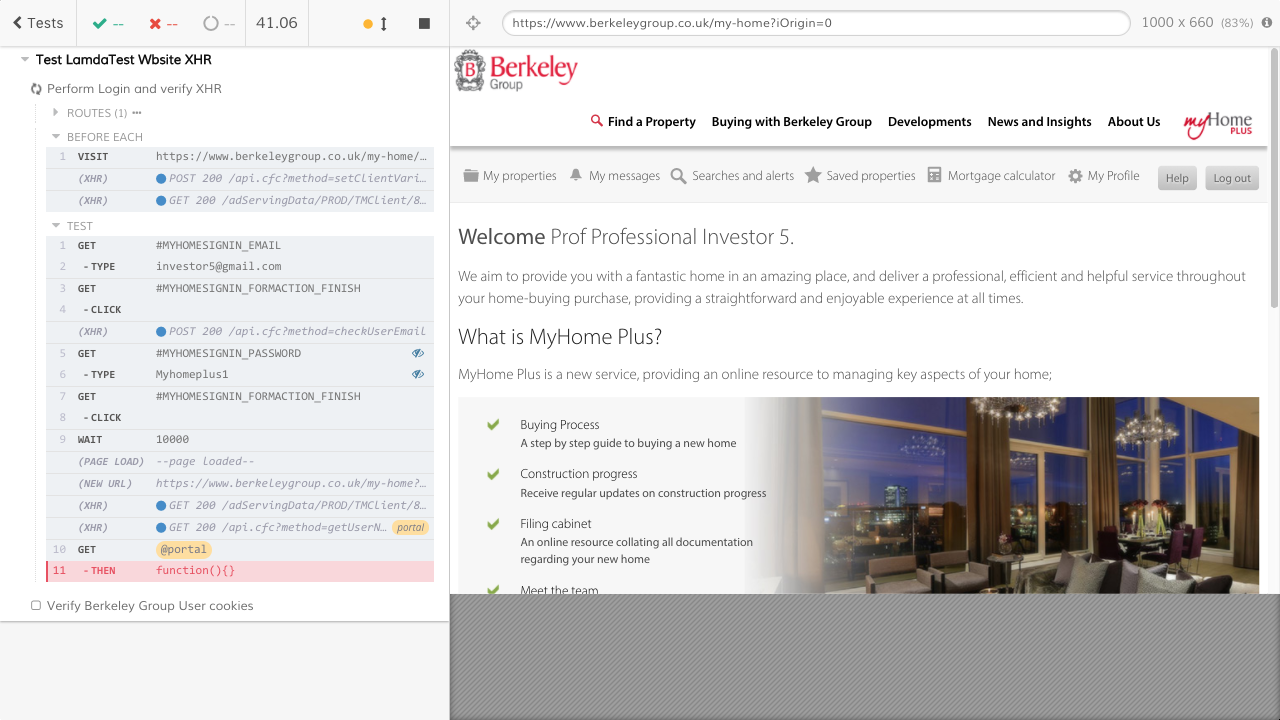 Tests
--
--
--
41.06
https://www.berkeleygroup.co.uk/my-home?iOrigin=0
1000 x 660 (83%)
Test LamdaTest Wbsite XHR
Perform Login and verify XHR
ROUTES (1)
BEFORE EACH
1 VISIT https://www.berkeleygroup.co.uk/my-home/…
(XHR) POST 200 /api.cfc?method=setClientVari…
(XHR) GET 200 /adServingData/PROD/TMClient/8…
TEST
1 GET #MYHOMESIGNIN_EMAIL
2 - TYPE investor5@gmail.com
3 GET #MYHOMESIGNIN_FORMACTION_FINISH
4 - CLICK
(XHR) POST 200 /api.cfc?method=checkUserEmail
5 GET #MYHOMESIGNIN_PASSWORD
6 - TYPE Myhomeplus1
7 GET #MYHOMESIGNIN_FORMACTION_FINISH
8 - CLICK
9 WAIT 10000
(PAGE LOAD) --page loaded--
(NEW URL) https://www.berkeleygroup.co.uk/my-home?…
(XHR) GET 200 /adServingData/PROD/TMClient/8…
(XHR) GET 200 /api.cfc?method=getUserN… portal
10 GET @portal
11 - THEN function(){}
Verify Berkeley Group User cookies
B Berkeley
Group
Find a Property Buying with Berkeley Group Developments News and Insights About Us myHome
PLUS
My properties My messages Searches and alerts Saved properties Mortgage calculator My Profile Help Log out
Welcome Prof Professional Investor 5.
We aim to provide you with a fantastic home in an amazing place, and deliver a professional, efficient and helpful service throughout
your home-buying purchase, providing a straightforward and enjoyable experience at all times.
What is MyHome Plus?
MyHome Plus is a new service, providing an online resource to managing key aspects of your home;
Buying Process
A step by step guide to buying a new home
Construction progress
Receive regular updates on construction progress
Filing cabinet
An online resource collating all documentation
regarding your new home
Meet the team